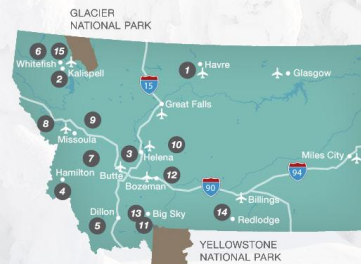 GLACIER
NATIONAL PARK
6 15
Whitefish
Kalispell
2
1
Havre
Glasgow
15
Great Falls
8
9
Missoula
7
3
Helena
10
Miles City
Hamilton
4
Butte
Bozeman
12
90
94
Billings
Dillon
5
13
Big Sky
11
14
Redlodge
YELLOWSTONE
NATIONAL PARK